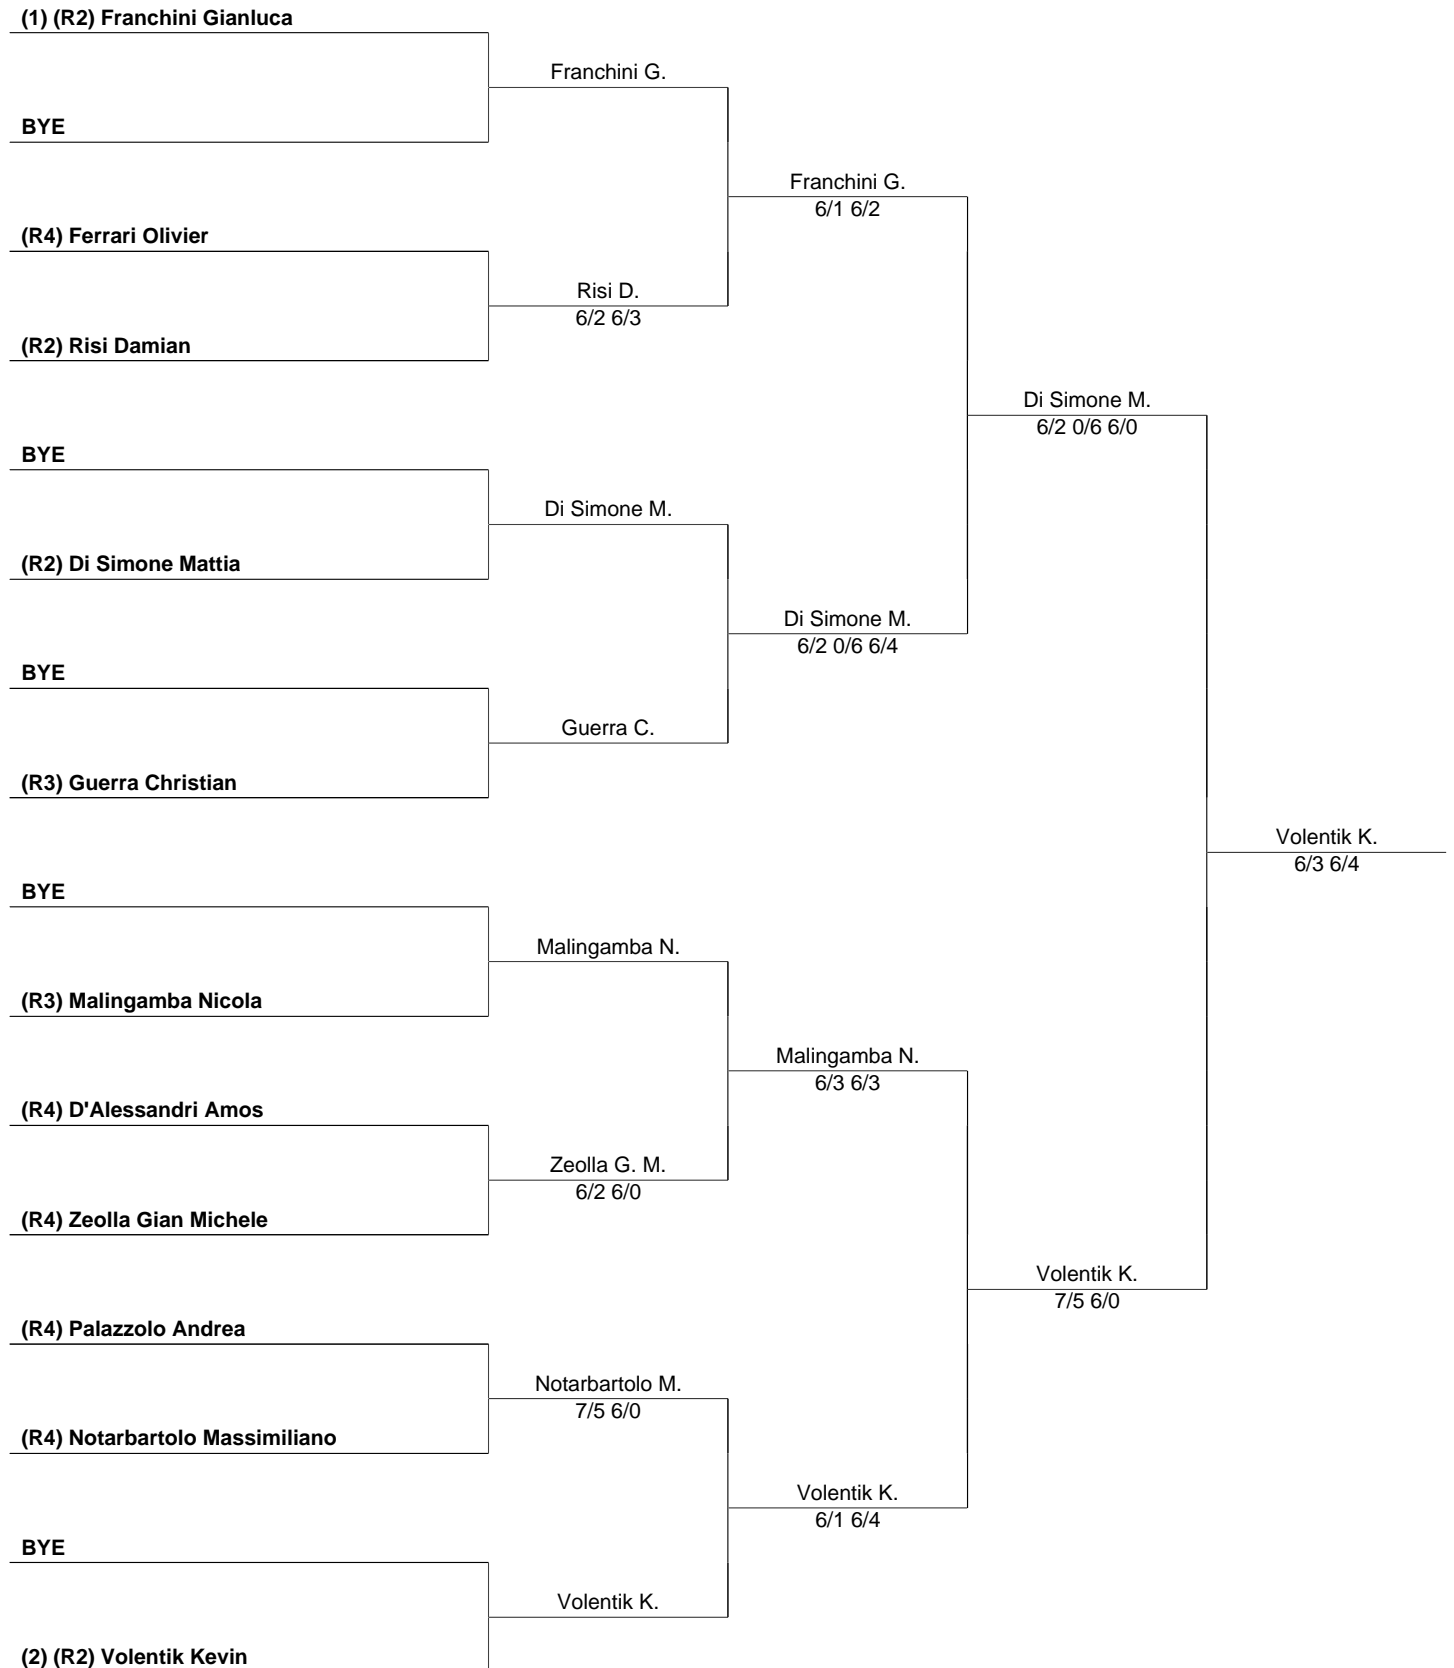 (1) (R2) Franchini Gianluca
Franchini G.
BYE
Franchini G.
6/1 6/2
(R4) Ferrari Olivier
Risi D.
6/2 6/3
(R2) Risi Damian
Di Simone M.
6/2 0/6 6/0
BYE
Di Simone M.
(R2) Di Simone Mattia
Di Simone M.
6/2 0/6 6/4
BYE
Guerra C.
(R3) Guerra Christian
Volentik K.
6/3 6/4
BYE
Malingamba N.
(R3) Malingamba Nicola
Malingamba N.
6/3 6/3
(R4) D'Alessandri Amos
Zeolla G. M.
6/2 6/0
(R4) Zeolla Gian Michele
Volentik K.
7/5 6/0
(R4) Palazzolo Andrea
Notarbartolo M.
7/5 6/0
(R4) Notarbartolo Massimiliano
Volentik K.
6/1 6/4
BYE
Volentik K.
(2) (R2) Volentik Kevin